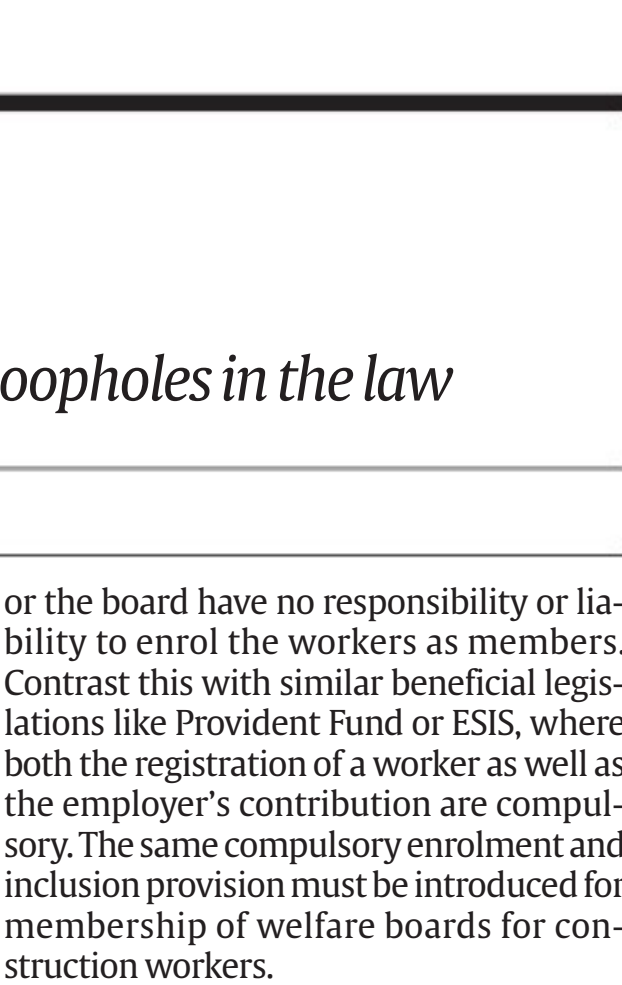 oopholes in the law
or the board have no responsibility or lia-
bility to enrol the workers as members.
Contrast this with similar beneficial legis-
lations like Provident Fund or ESIS, where
both the registration of a worker as well as
the employer’s contribution are compul-
sory. The same compulsory enrolment and
inclusion provision must be introduced for
membership of welfare boards for con-
struction workers.